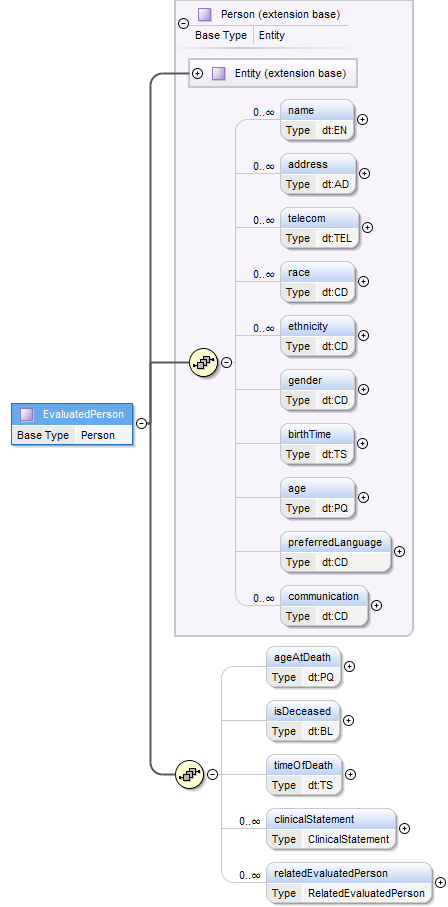 Person (extension base)
Base Type Entity
Entity (extension base)
0..∞ name
Type dt:EN
0..∞ address
Type dt:AD
0..∞ telecom
Type dt:TEL
0..∞ race
Type dt:CD
0..∞ ethnicity
Type dt:CD
gender
Type dt:CD
EvaluatedPerson
Base Type Person
birthTime
Type dt:TS
age
Type dt:PQ
preferredLanguage
Type dt:CD
0..∞ communication
Type dt:CD
ageAtDeath
Type dt:PQ
isDeceased
Type dt:BL
timeOfDeath
Type dt:TS
0..∞ clinicalStatement
Type ClinicalStatement
0..∞ relatedEvaluatedPerson
Type RelatedEvaluatedPerson